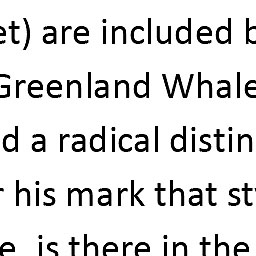 et) are included b
Greenland Whale
d a radical distin
r his mark that st
e, is there in the